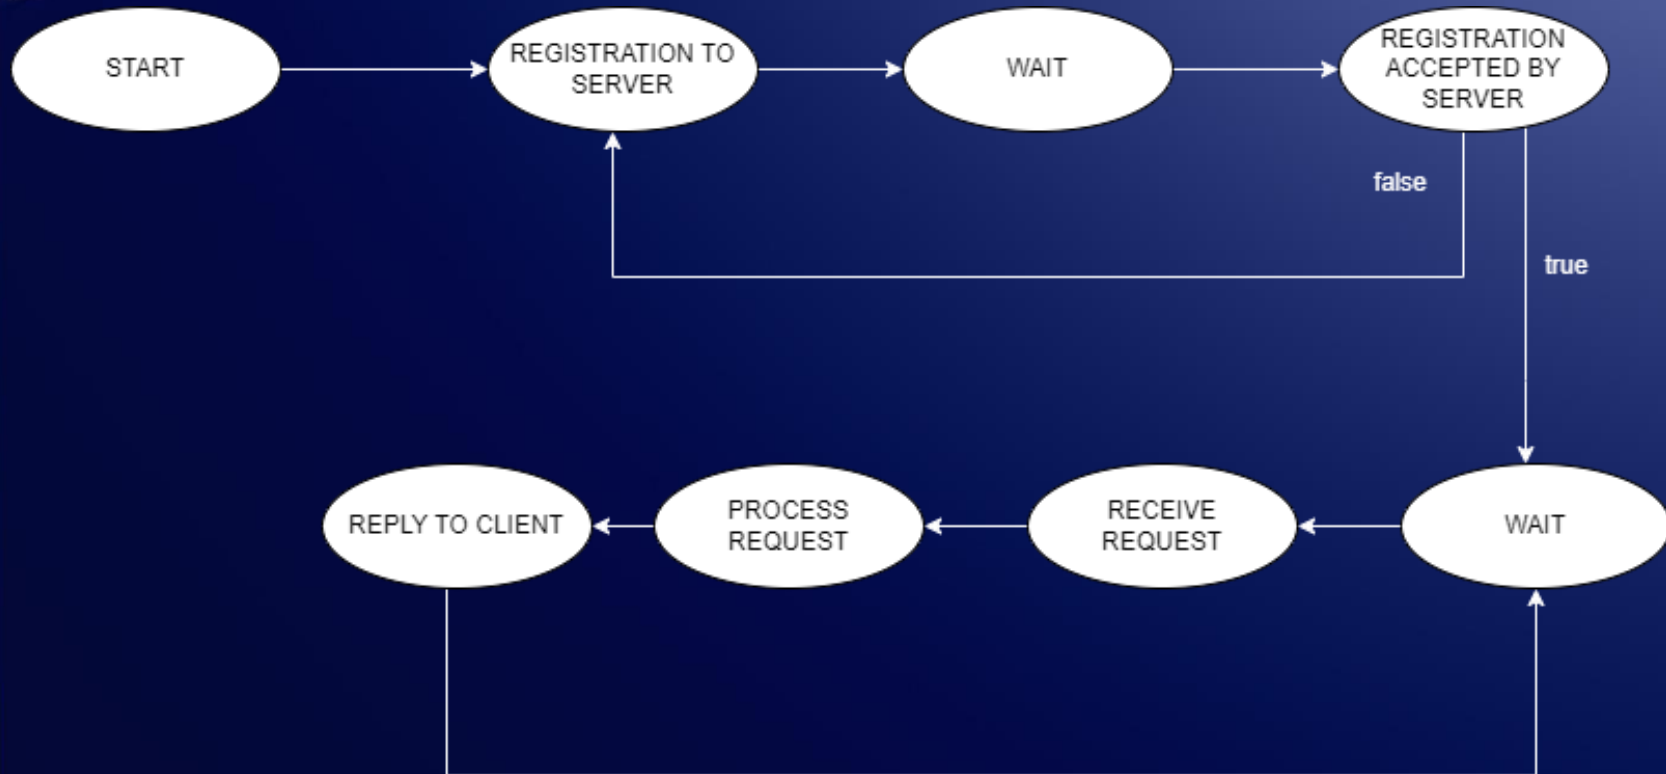 START
REGISTRATION TO
SERVER
WAIT
REGISTRATION
ACCEPTED BY
SERVER
false
true
REPLY TO CLIENT
PROCESS
REQUEST
RECEIVE
REQUEST
WAIT